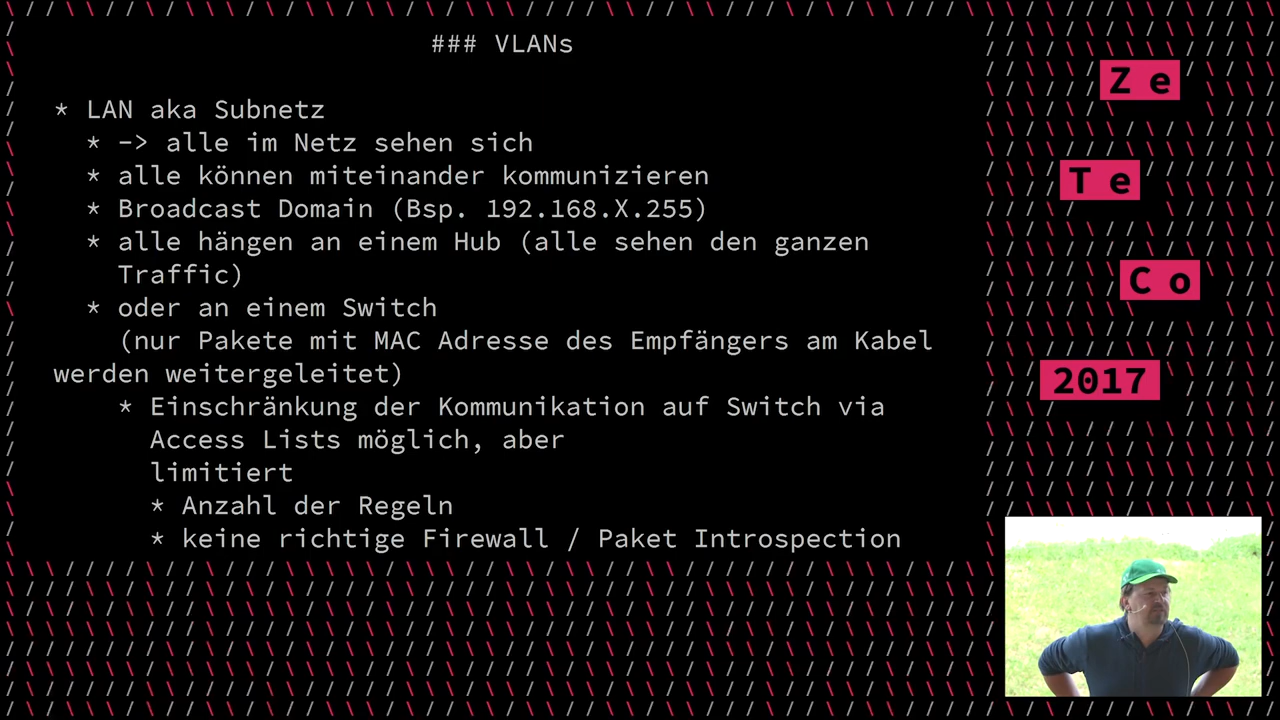 ### VLANs
* LAN aka Subnetz
* -> alle im Netz sehen sich
* alle können miteinander kommunizieren
* Broadcast Domain (Bsp. 192.168.X.255)
* alle hängen an einem Hub (alle sehen den ganzen
Traffic)
* oder an einem Switch
(nur Pakete mit MAC Adresse des Empfängers am Kabel
werden weitergeleitet)
* Einschränkung der Kommunikation auf Switch via
Access Lists möglich, aber
limitiert
* Anzahl der Regeln
* keine richtige Firewall / Paket Introspection
Ze
Te
Co
2017